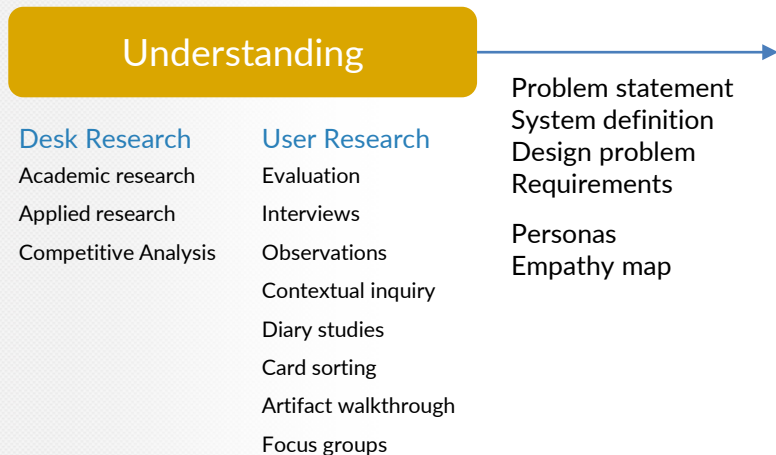 Understanding
Desk Research
Academic research
Applied research
Competitive Analysis
User Research
Evaluation
Interviews
Observations
Contextual inquiry
Diary studies
Card sorting
Artifact walkthrough
Focus groups
Problem statement
System definition
Design problem
Requirements
Personas
Empathy map